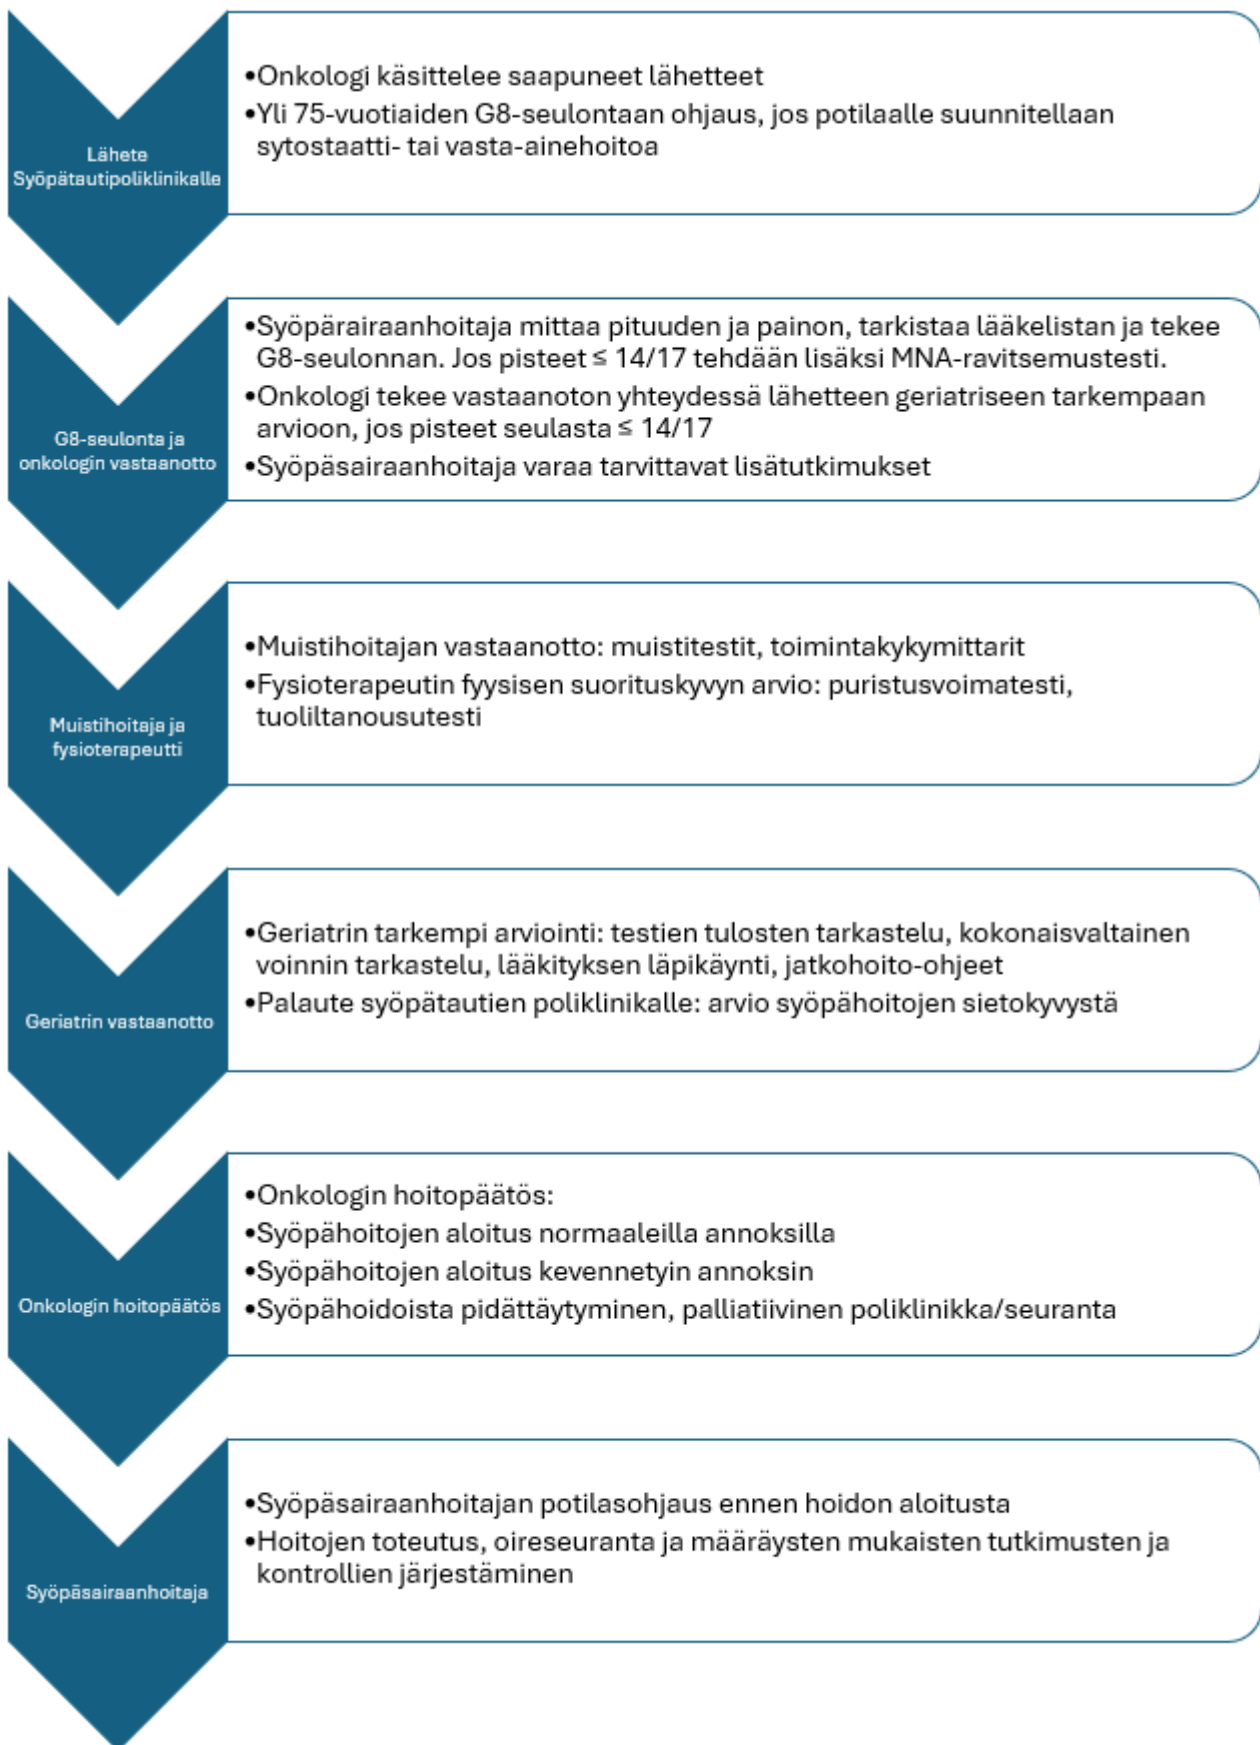 Lähete
Syöpätautipoliklinikalle
•Onkologi käsittelee saapuneet lähetteet
•Yli 75-vuotiaiden G8-seulontaan ohjaus, jos potilaalle suunnitellaan
sytostaatti- tai vasta-ainehoitoa
G8-seulonta ja
onkologin vastaanotto
•Syöpärairaanhoitaja mittaa pituuden ja painon, tarkistaa lääkelistan ja tekee
G8-seulonnan. Jos pisteet ≤ 14/17 tehdään lisäksi MNA-ravitsemustesti.
•Onkologi tekee vastaanoton yhteydessä lähetteen geriatriseen tarkempaan
arvioon, jos pisteet seulasta ≤ 14/17
•Syöpäsairaanhoitaja varaa tarvittavat lisätutkimukset
Muistihoitaja ja
fysioterapeutti
•Muistihoitajan vastaanotto: muistitestit, toimintakykymittarit
•Fysioterapeutin fyysisen suorituskyvyn arvio: puristusvoimatesti,
tuoliltanousutesti
Geriatrin vastaanotto
•Geriatrin tarkempi arviointi: testien tulosten tarkastelu, kokonaisvaltainen
voinnin tarkastelu, lääkityksen läpikäynti, jatkohoito-ohjeet
•Palaute syöpätautien poliklinikalle: arvio syöpähoitojen sietokyvystä
Onkologin hoitopäätös
•Onkologin hoitopäätös:
•Syöpähoitojen aloitus normaaleilla annoksilla
•Syöpähoitojen aloitus kevennetyin annoksin
•Syöpähoidoista pidättäytyminen, palliatiivinen poliklinikka/seuranta
Syöpäsairaanhoitaja
•Syöpäsairaanhoitajan potilasohjaus ennen hoidon aloitusta
•Hoitojen toteutus, oireseuranta ja määräysten mukaisten tutkimusten ja
kontrollien järjestäminen